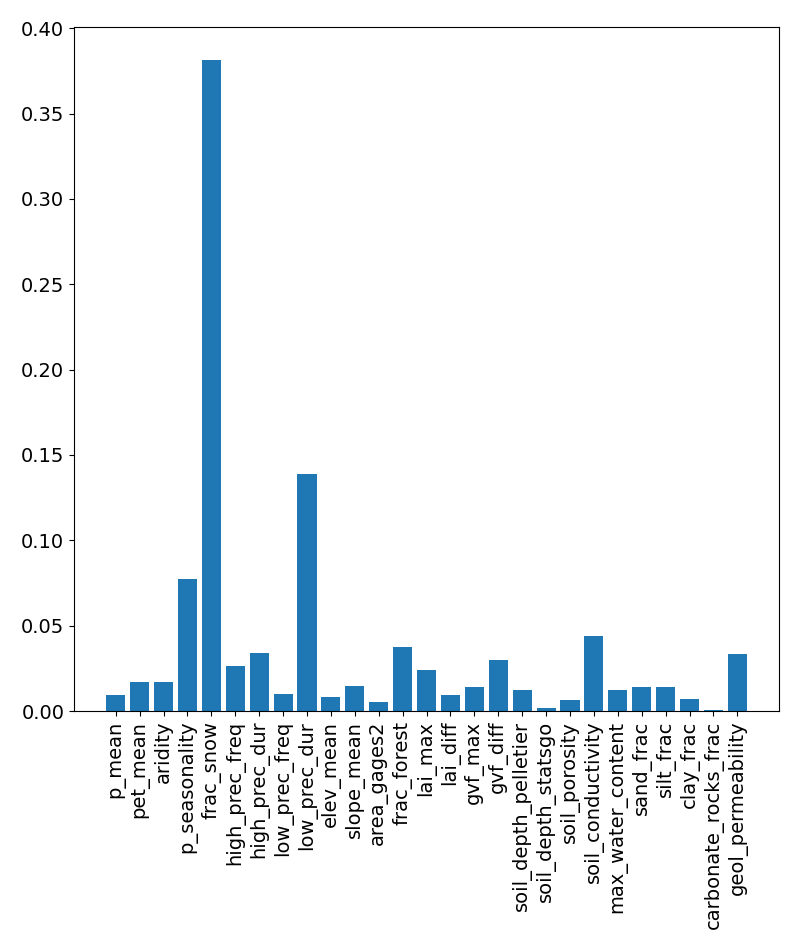 0.40
0.35
0.30
0.25
0.20
0.15
0.10
0.05
0.00
p_mean
pet_mean
aridity
p_seasonality
frac_snow
high_prec_freq
high_prec_dur
low_prec_freq
low_prec_dur
elev_mean
slope_mean
area_gages2
frac_forest
lai_max
lai_diff
gvf_max
gvf_diff
soil_depth_pelletier
soil_depth_statsgo
soil_porosity
soil_conductivity
max_water_content
sand_frac
silt_frac
clay_frac
carbonate_rocks_frac
geol_permeability